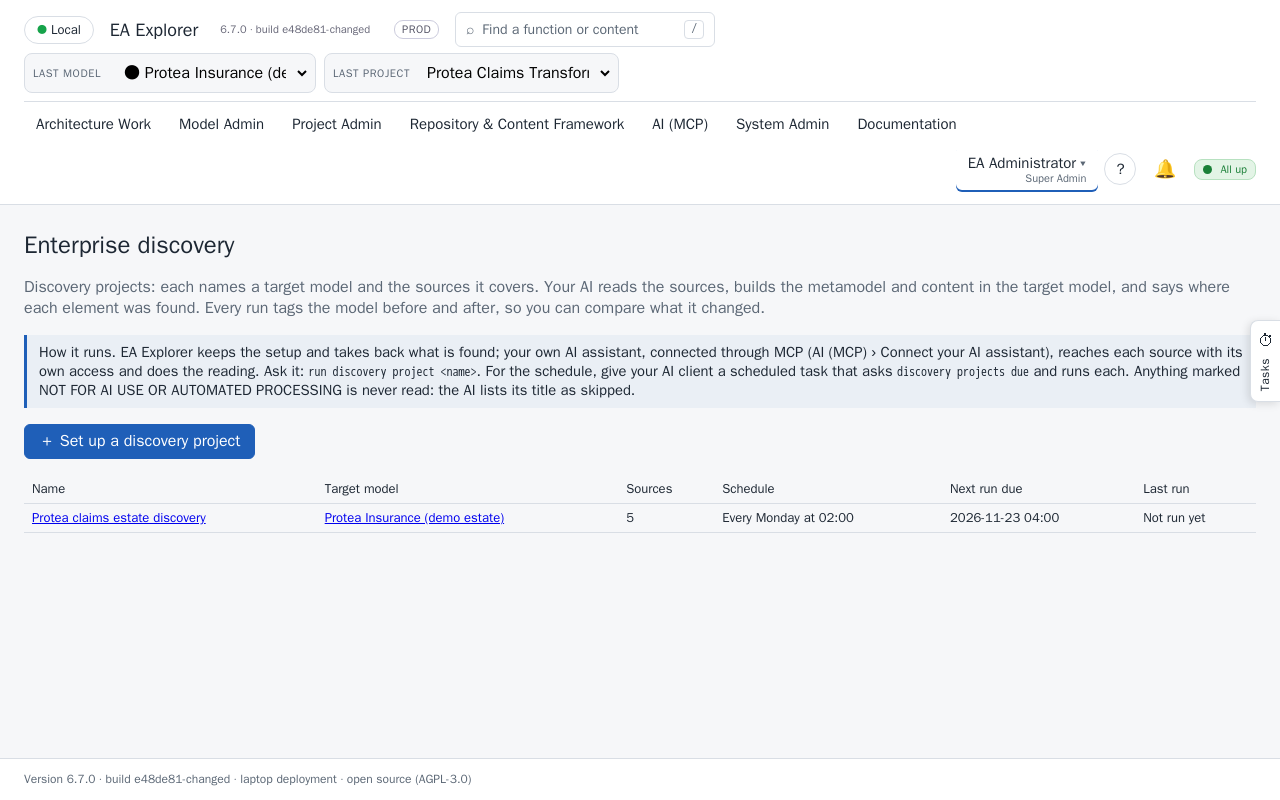 Local
EA Explorer
6.7.0 · build e48de81-changed
PROD
Find a function or content
/
LAST MODEL
Protea Insurance (de
LAST PROJECT
Protea Claims Transfor
Architecture Work
Model Admin
Project Admin
Repository & Content Framework
AI (MCP)
System Admin
Documentation
EA Administrator ▾
Super Admin
?
All up
Enterprise discovery
Discovery projects: each names a target model and the sources it covers. Your AI reads the sources, builds the metamodel and content in the target model, and says where
each element was found. Every run tags the model before and after, so you can compare what it changed.
How it runs. EA Explorer keeps the setup and takes back what is found; your own AI assistant, connected through MCP (AI (MCP) › Connect your AI assistant), reaches each source with its
own access and does the reading. Ask it: run discovery project <name>. For the schedule, give your AI client a scheduled task that asks discovery projects due and runs each. Anything marked
NOT FOR AI USE OR AUTOMATED PROCESSING is never read: the AI lists its title as skipped.
Tasks
＋ Set up a discovery project
Name
Target model
Sources
Schedule
Next run due
Last run
Protea claims estate discovery
Protea Insurance (demo estate)
5
Every Monday at 02:00
2026-11-23 04:00
Not run yet
Version 6.7.0 · build e48de81-changed · laptop deployment · open source (AGPL-3.0)